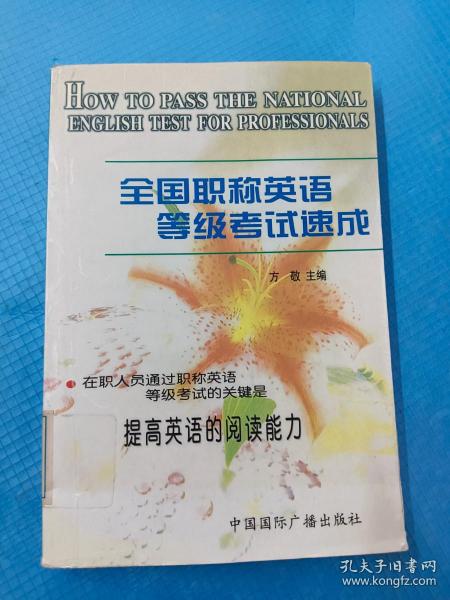 HOW TO PASS THE NATIONAL
ENGLISH TEST FOR PROFESSIONALS
全国职称英语
等级考试速成
方 敬 主编
在职人员通过职称英语
等级考试的关键是
提高英语的阅读能力
中国国际广播出版社
孔夫子旧书网
www.kongfz.com